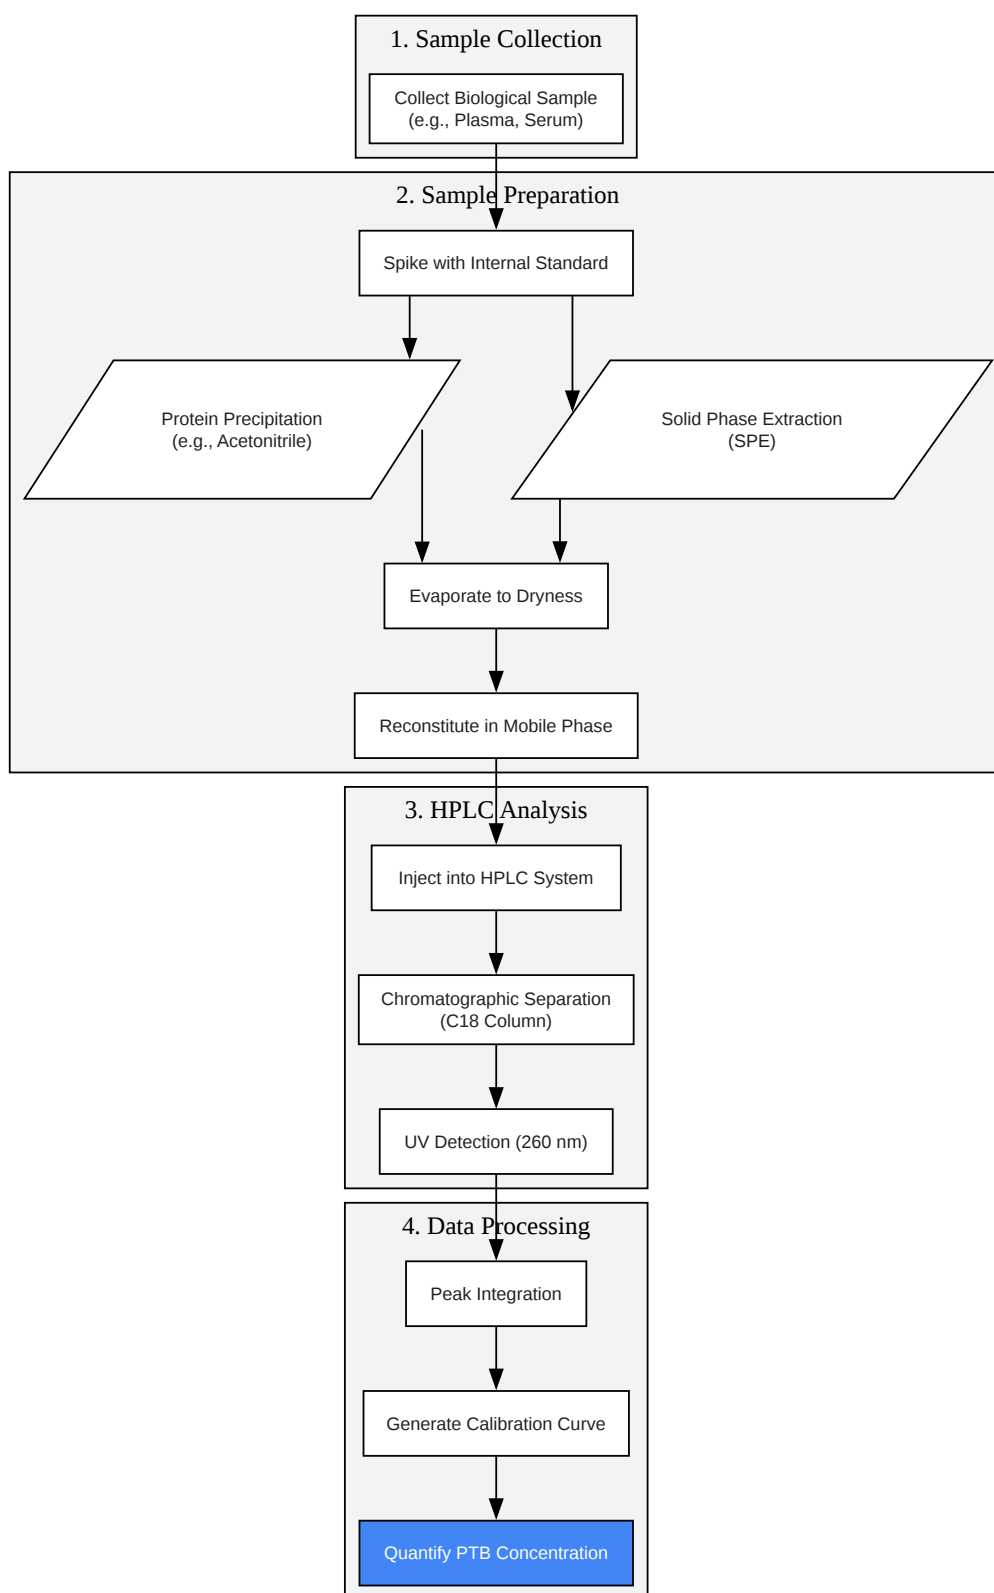 1. Sample Collection
Collect Biological Sample
(e.g., Plasma, Serum)
2. Sample Preparation
Spike with Internal Standard
Protein Precipitation
(e.g., Acetonitrile)
Solid Phase Extraction
(SPE)
Evaporate to Dryness
Reconstitute in Mobile Phase
3. HPLC Analysis
Inject into HPLC System
Chromatographic Separation
(C18 Column)
UV Detection (260 nm)
4. Data Processing
Peak Integration
Generate Calibration Curve
Quantify PTB Concentration